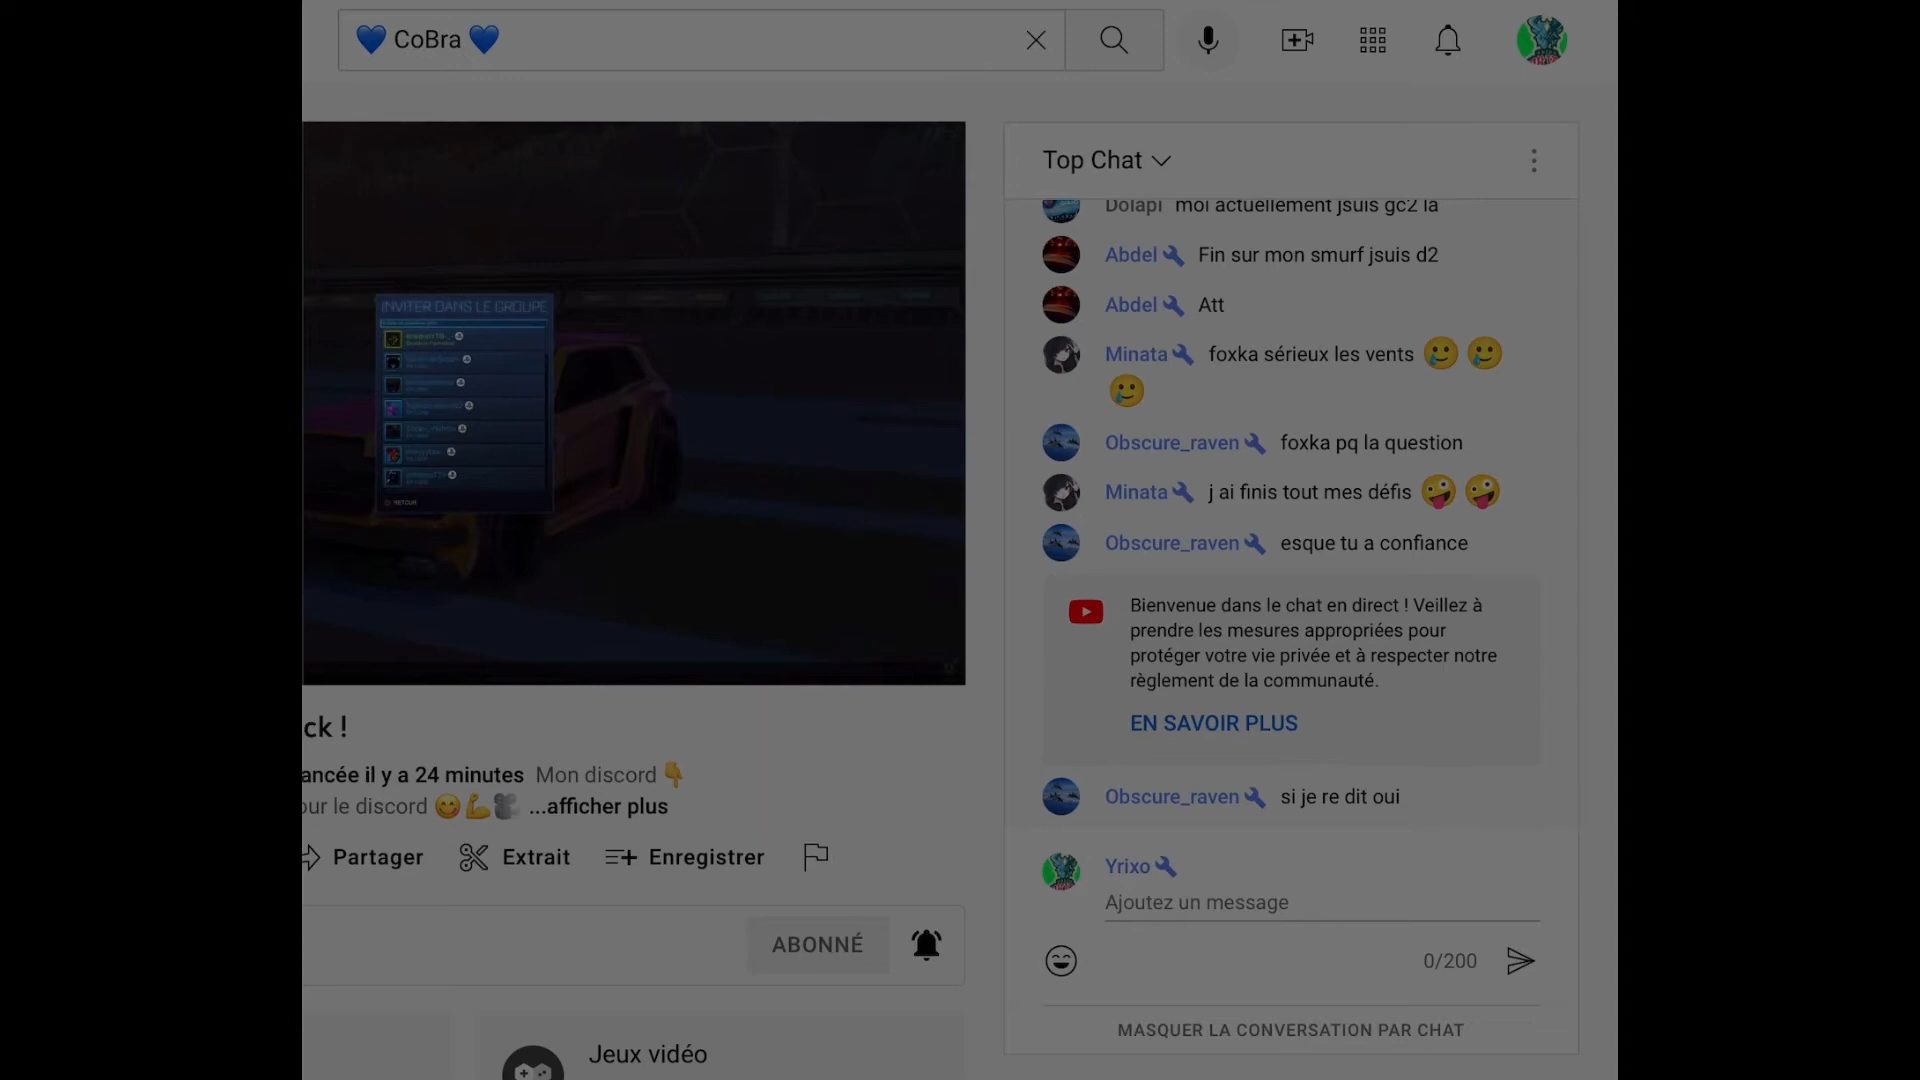 💙 CoBra 💙
INVITER DANS LE GROUPE
RETOUR
ck !
ancée il y a 24 minutes Mon discord 👇
our le discord 😋💪🐨 ...afficher plus
Partager Extrait Enregistrer
ABONNÉ
Jeux vidéo
Top Chat
Dolapi moi actuellement jsuis gc2 la
Abdel Fin sur mon smurf jsuis d2
Abdel Att
Minata foxka sérieux les vents 🥲 🥲
🥲
Obscure_raven foxka pq la question
Minata j ai finis tout mes défis 🤪 🤪
Obscure_raven esque tu a confiance
Bienvenue dans le chat en direct ! Veillez à
prendre les mesures appropriées pour
protéger votre vie privée et à respecter notre
règlement de la communauté.
EN SAVOIR PLUS
Obscure_raven si je re dit oui
Yrixo
Ajoutez un message
0/200
MASQUER LA CONVERSATION PAR CHAT